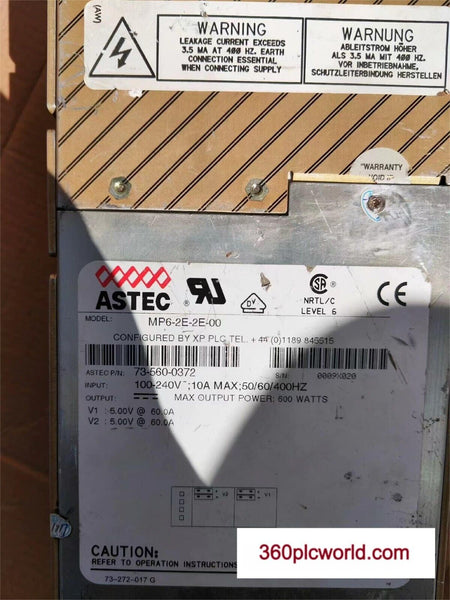 (AY)
WARNING
LEAKAGE CURRENT EXCEEDS
3.5 MA AT 400 HZ. EARTH
CONNECTION ESSENTIAL
WHEN CONNECTING SUPPLY
WARNUNG
ABLEITSTROM HÖHER
ALS 3.5 MA MIT 400 HZ.
VOR INBETRIEBNAHME,
SCHUTZLEITERBINDUNG HERSTELLEN
"WARRANTY
VOID
ASTEC
NRTL/C
LEVEL 6
MODEL: MP6-2E-2E-00
CONFIGURED BY XP PLC TEL. +44 (0)1189 845515
ASTEC P/N: 73-560-0372
S/N: 0009%020
INPUT: 100-240V~;10A MAX;50/60/400HZ
OUTPUT: MAX OUTPUT POWER: 600 WATTS
V1 : 5.00V @ 60.0A
V2 : 5.00V @ 60.0A
V2 V1
CAUTION:
REFER TO OPERATION INSTRUCTIONS
73-272-017 G
360plcworld.com